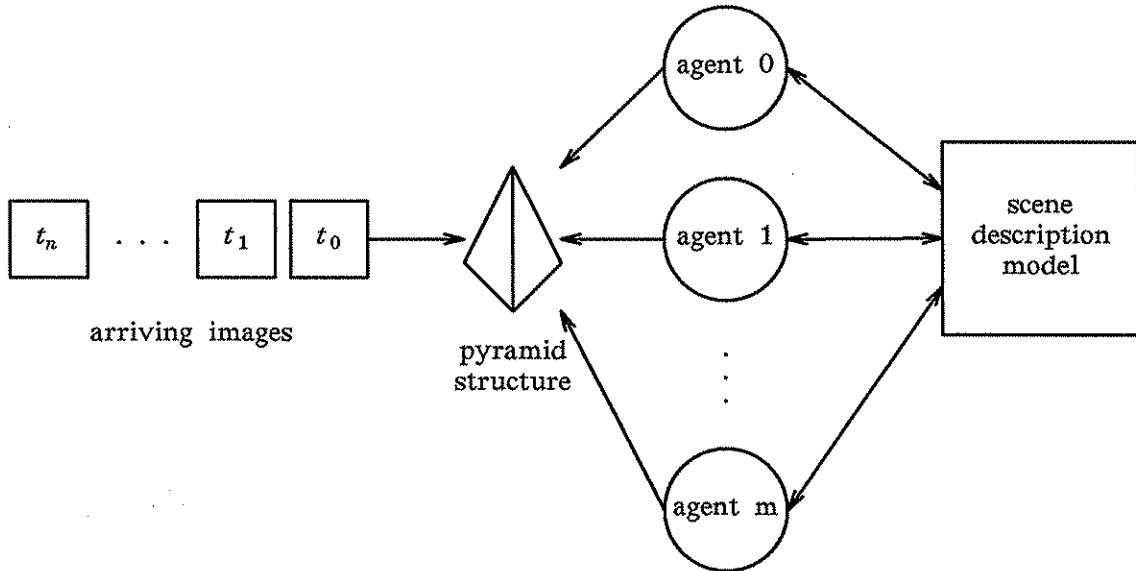 agent 0
t_n . . . t_1 t_0
agent 1
scene
description
model
arriving images
pyramid
structure
agent m